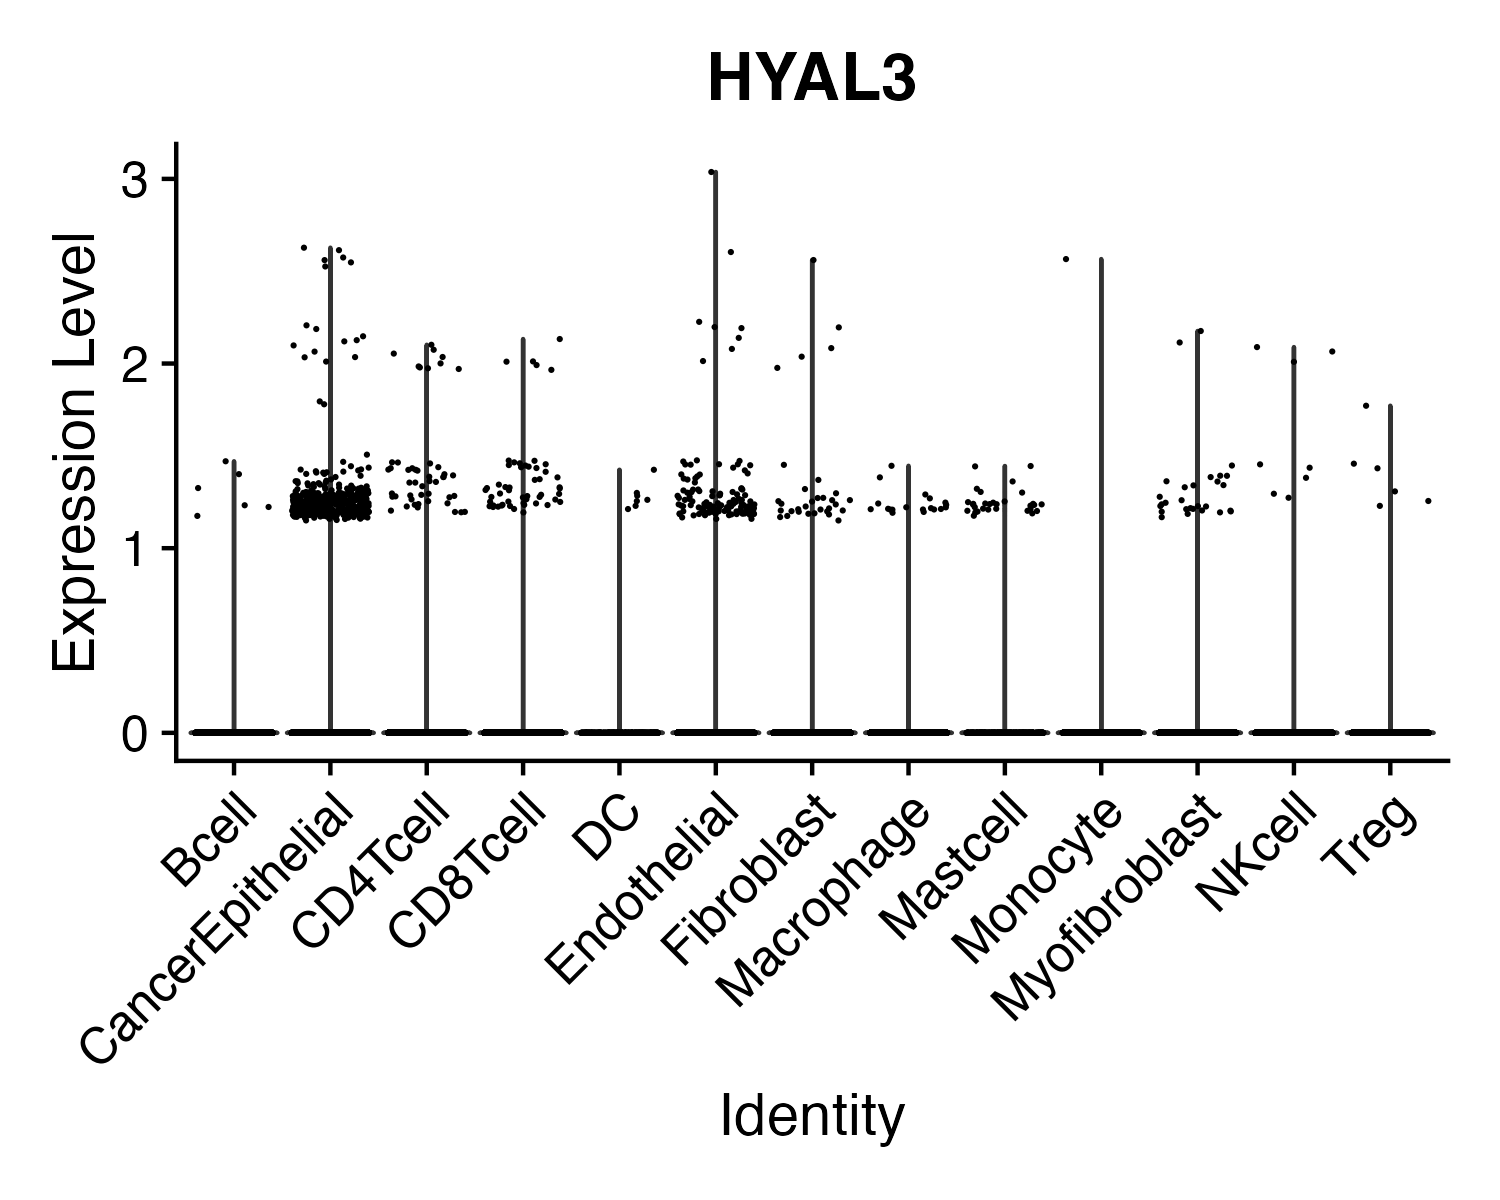 HYAL3
Expression Level
3
2
1
0
Bcell
CancerEpithelial
CD4Tcell
CD8Tcell
DC
Endothelial
Fibroblast
Macrophage
Mastcell
Monocyte
Myofibroblast
NKcell
Treg
Identity